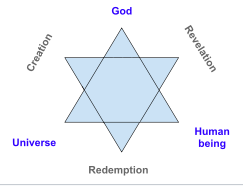 God
Creation
Revelation
Universe
Human
being
Redemption